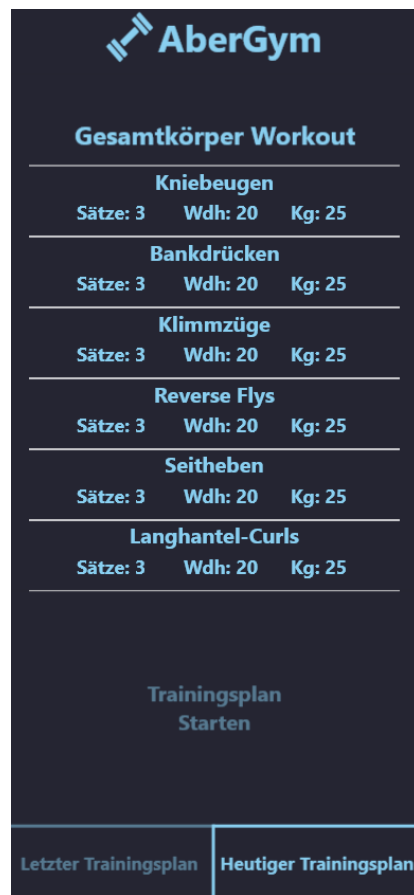 AberGym
Gesamtkörper Workout
Kniebeugen
Sätze: 3 Wdh: 20 Kg: 25
Bankdrücken
Sätze: 3 Wdh: 20 Kg: 25
Klimmzüge
Sätze: 3 Wdh: 20 Kg: 25
Reverse Flys
Sätze: 3 Wdh: 20 Kg: 25
Seitheben
Sätze: 3 Wdh: 20 Kg: 25
Langhantel-Curls
Sätze: 3 Wdh: 20 Kg: 25
Trainingsplan
Starten
Letzter Trainingsplan Heutiger Trainingsplan